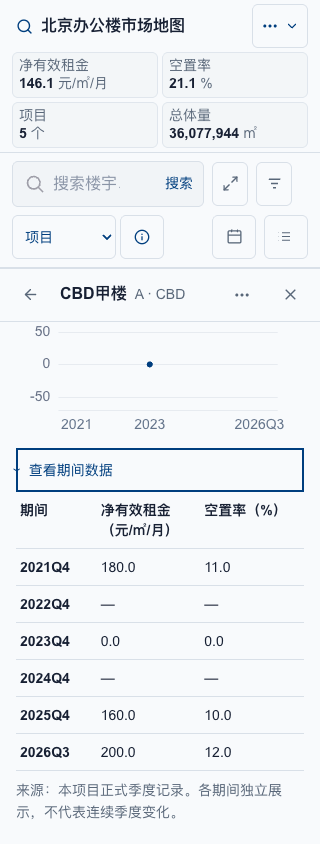 北京办公楼市场地图
净有效租金
146.1 元/㎡/月
空置率
21.1 %
项目
5 个
总体量
36,077,944 ㎡
搜索楼宇.
搜索
项目
CBD甲楼 A · CBD
50
0
-50
2021 2023 2026Q3
查看期间数据
期间 净有效租金 空置率（%）
（元/㎡/月）
2021Q4 180.0 11.0
2022Q4 — —
2023Q4 0.0 0.0
2024Q4 — —
2025Q4 160.0 10.0
2026Q3 200.0 12.0
来源：本项目正式季度记录。各期间独立展
示，不代表连续季度变化。